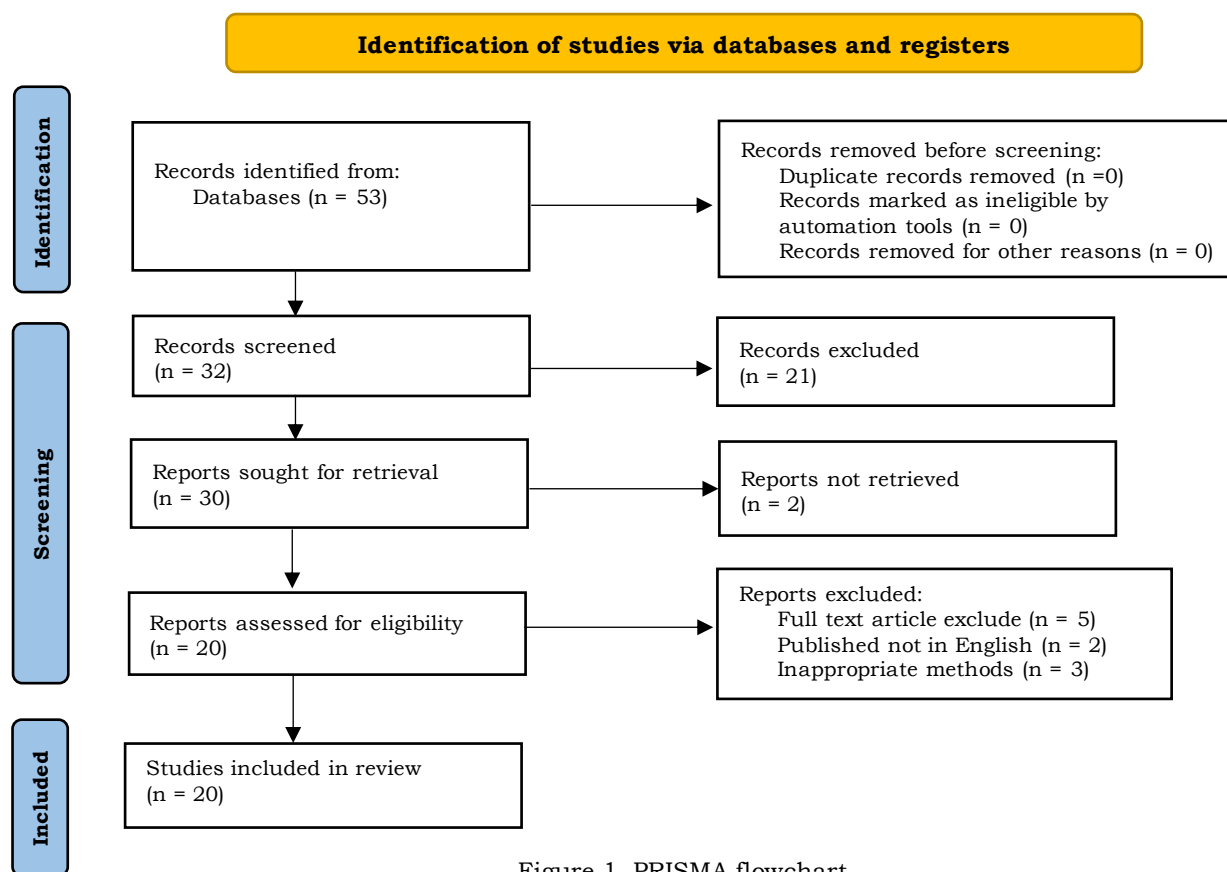 Identification of studies via databases and registers
Identification
Records identified from:
Databases (n = 53)
Records removed before screening:
Duplicate records removed (n =0)
Records marked as ineligible by
automation tools (n = 0)
Records removed for other reasons (n = 0)
Screening
Records screened
(n = 32)
Records excluded
(n = 21)
Reports sought for retrieval
(n = 30)
Reports not retrieved
(n = 2)
Reports assessed for eligibility
(n = 20)
Reports excluded:
Full text article exclude (n = 5)
Published not in English (n = 2)
Inappropriate methods (n = 3)
Included
Studies included in review
(n = 20)
Figure 1. PRISMA flowchart